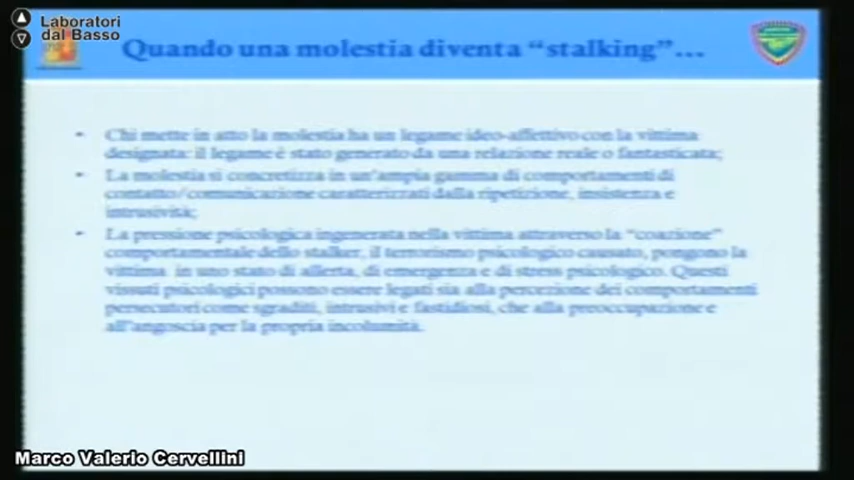 Laboratori
dal Basso
Quando una molestia diventa “stalking”...
• Chi mette in atto la molestia ha un legame ideo-affettivo con la vittima
designata: il legame è stato generato da una relazione reale o fantasticata;
• La molestia si concretizza in un'ampia gamma di comportamenti di
contatto/comunicazione caratterizzati dalla ripetizione, insistenza e
intrusività;
• La pressione psicologica ingenerata nella vittima attraverso la “coazione”
comportamentale dello stalker, il terrorismo psicologico causato, pongono la
vittima in uno stato di allerta, di emergenza e di stress psicologico. Questi
vissuti psicologici possono essere legati sia alla percezione dei comportamenti
persecutori come sgraditi, intrusivi e fastidiosi, che alla preoccupazione e
all'angoscia per la propria incolumità.
Marco Valerio Cervellini